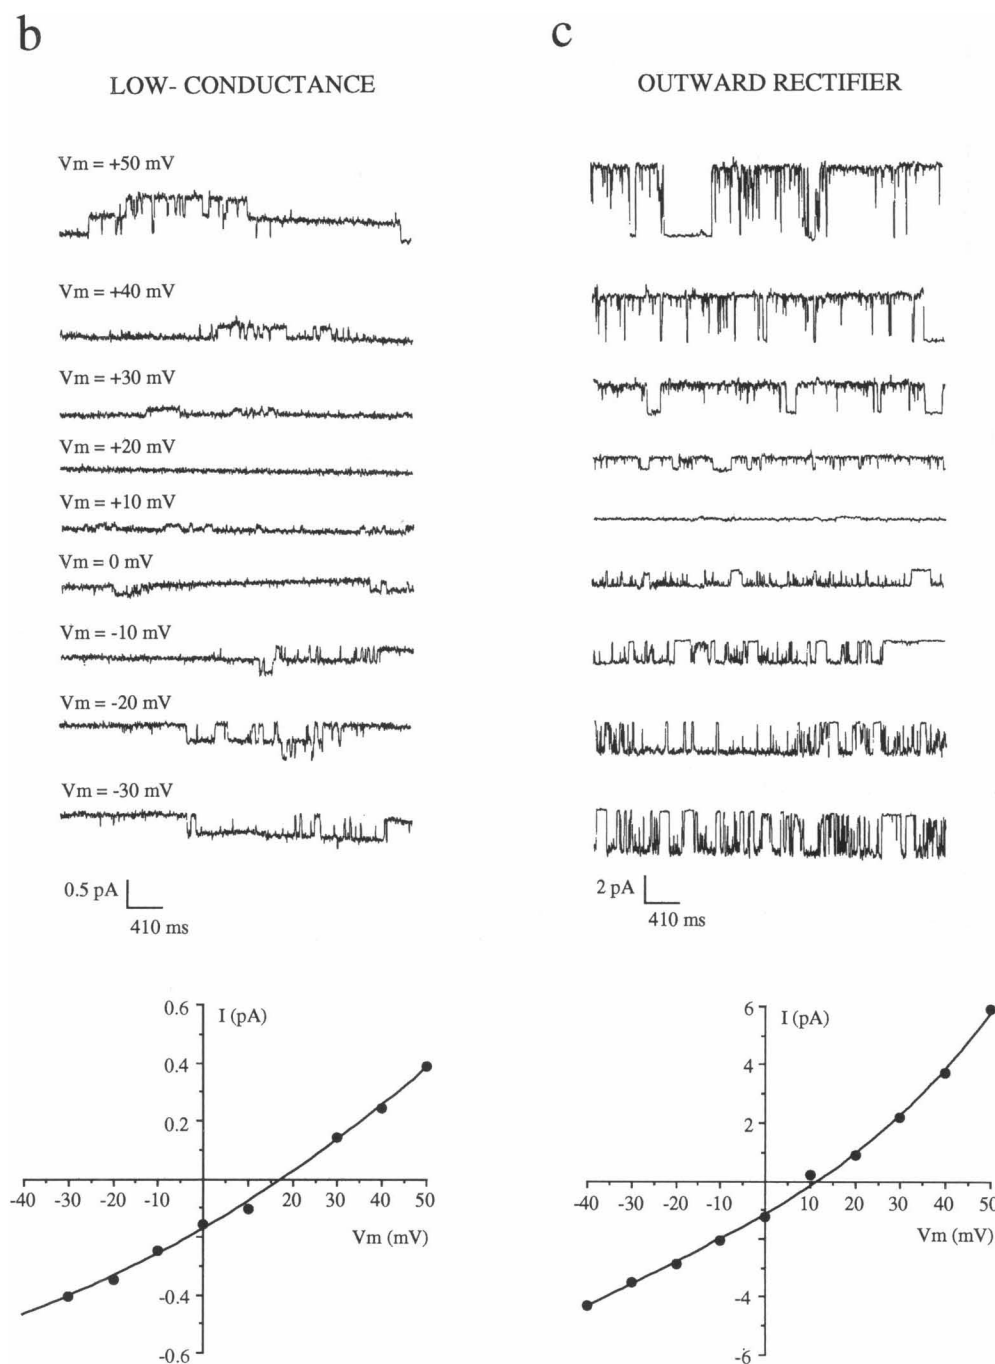 b
LOW- CONDUCTANCE
Vm = +50 mV
Vm = +40 mV
Vm = +30 mV
Vm = +20 mV
Vm = +10 mV
Vm = 0 mV
Vm = -10 mV
Vm = -20 mV
Vm = -30 mV
0.5 pA
410 ms
0.6
I (pA)
0.4
0.2
-40 -30 -20 -10 10 20 30 40 50
Vm (mV)
-0.4
-0.6
c
OUTWARD RECTIFIER
2 pA
410 ms
6
I (pA)
4
2
-40 -30 -20 -10 10 20 30 40 50
Vm (mV)
-4
-6